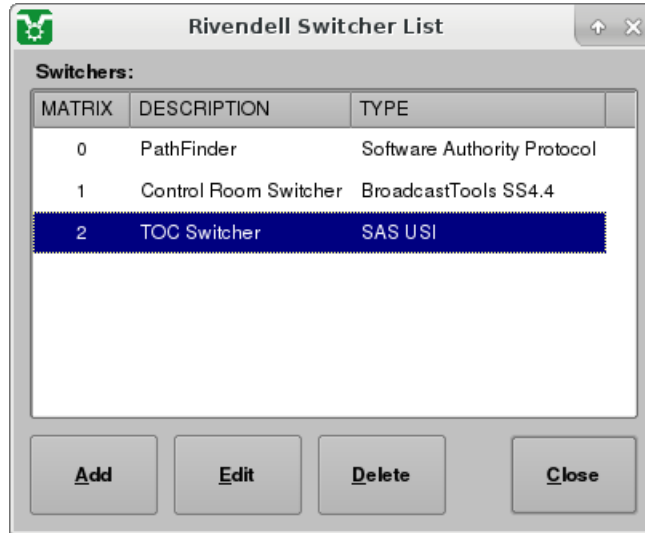 Rivendell Switcher List
Switchers:
MATRIX DESCRIPTION TYPE
0 PathFinder Software Authority Protocol
1 Control Room Switcher BroadcastTools SS4.4
2 TOC Switcher SAS USI
Add Edit Delete Close